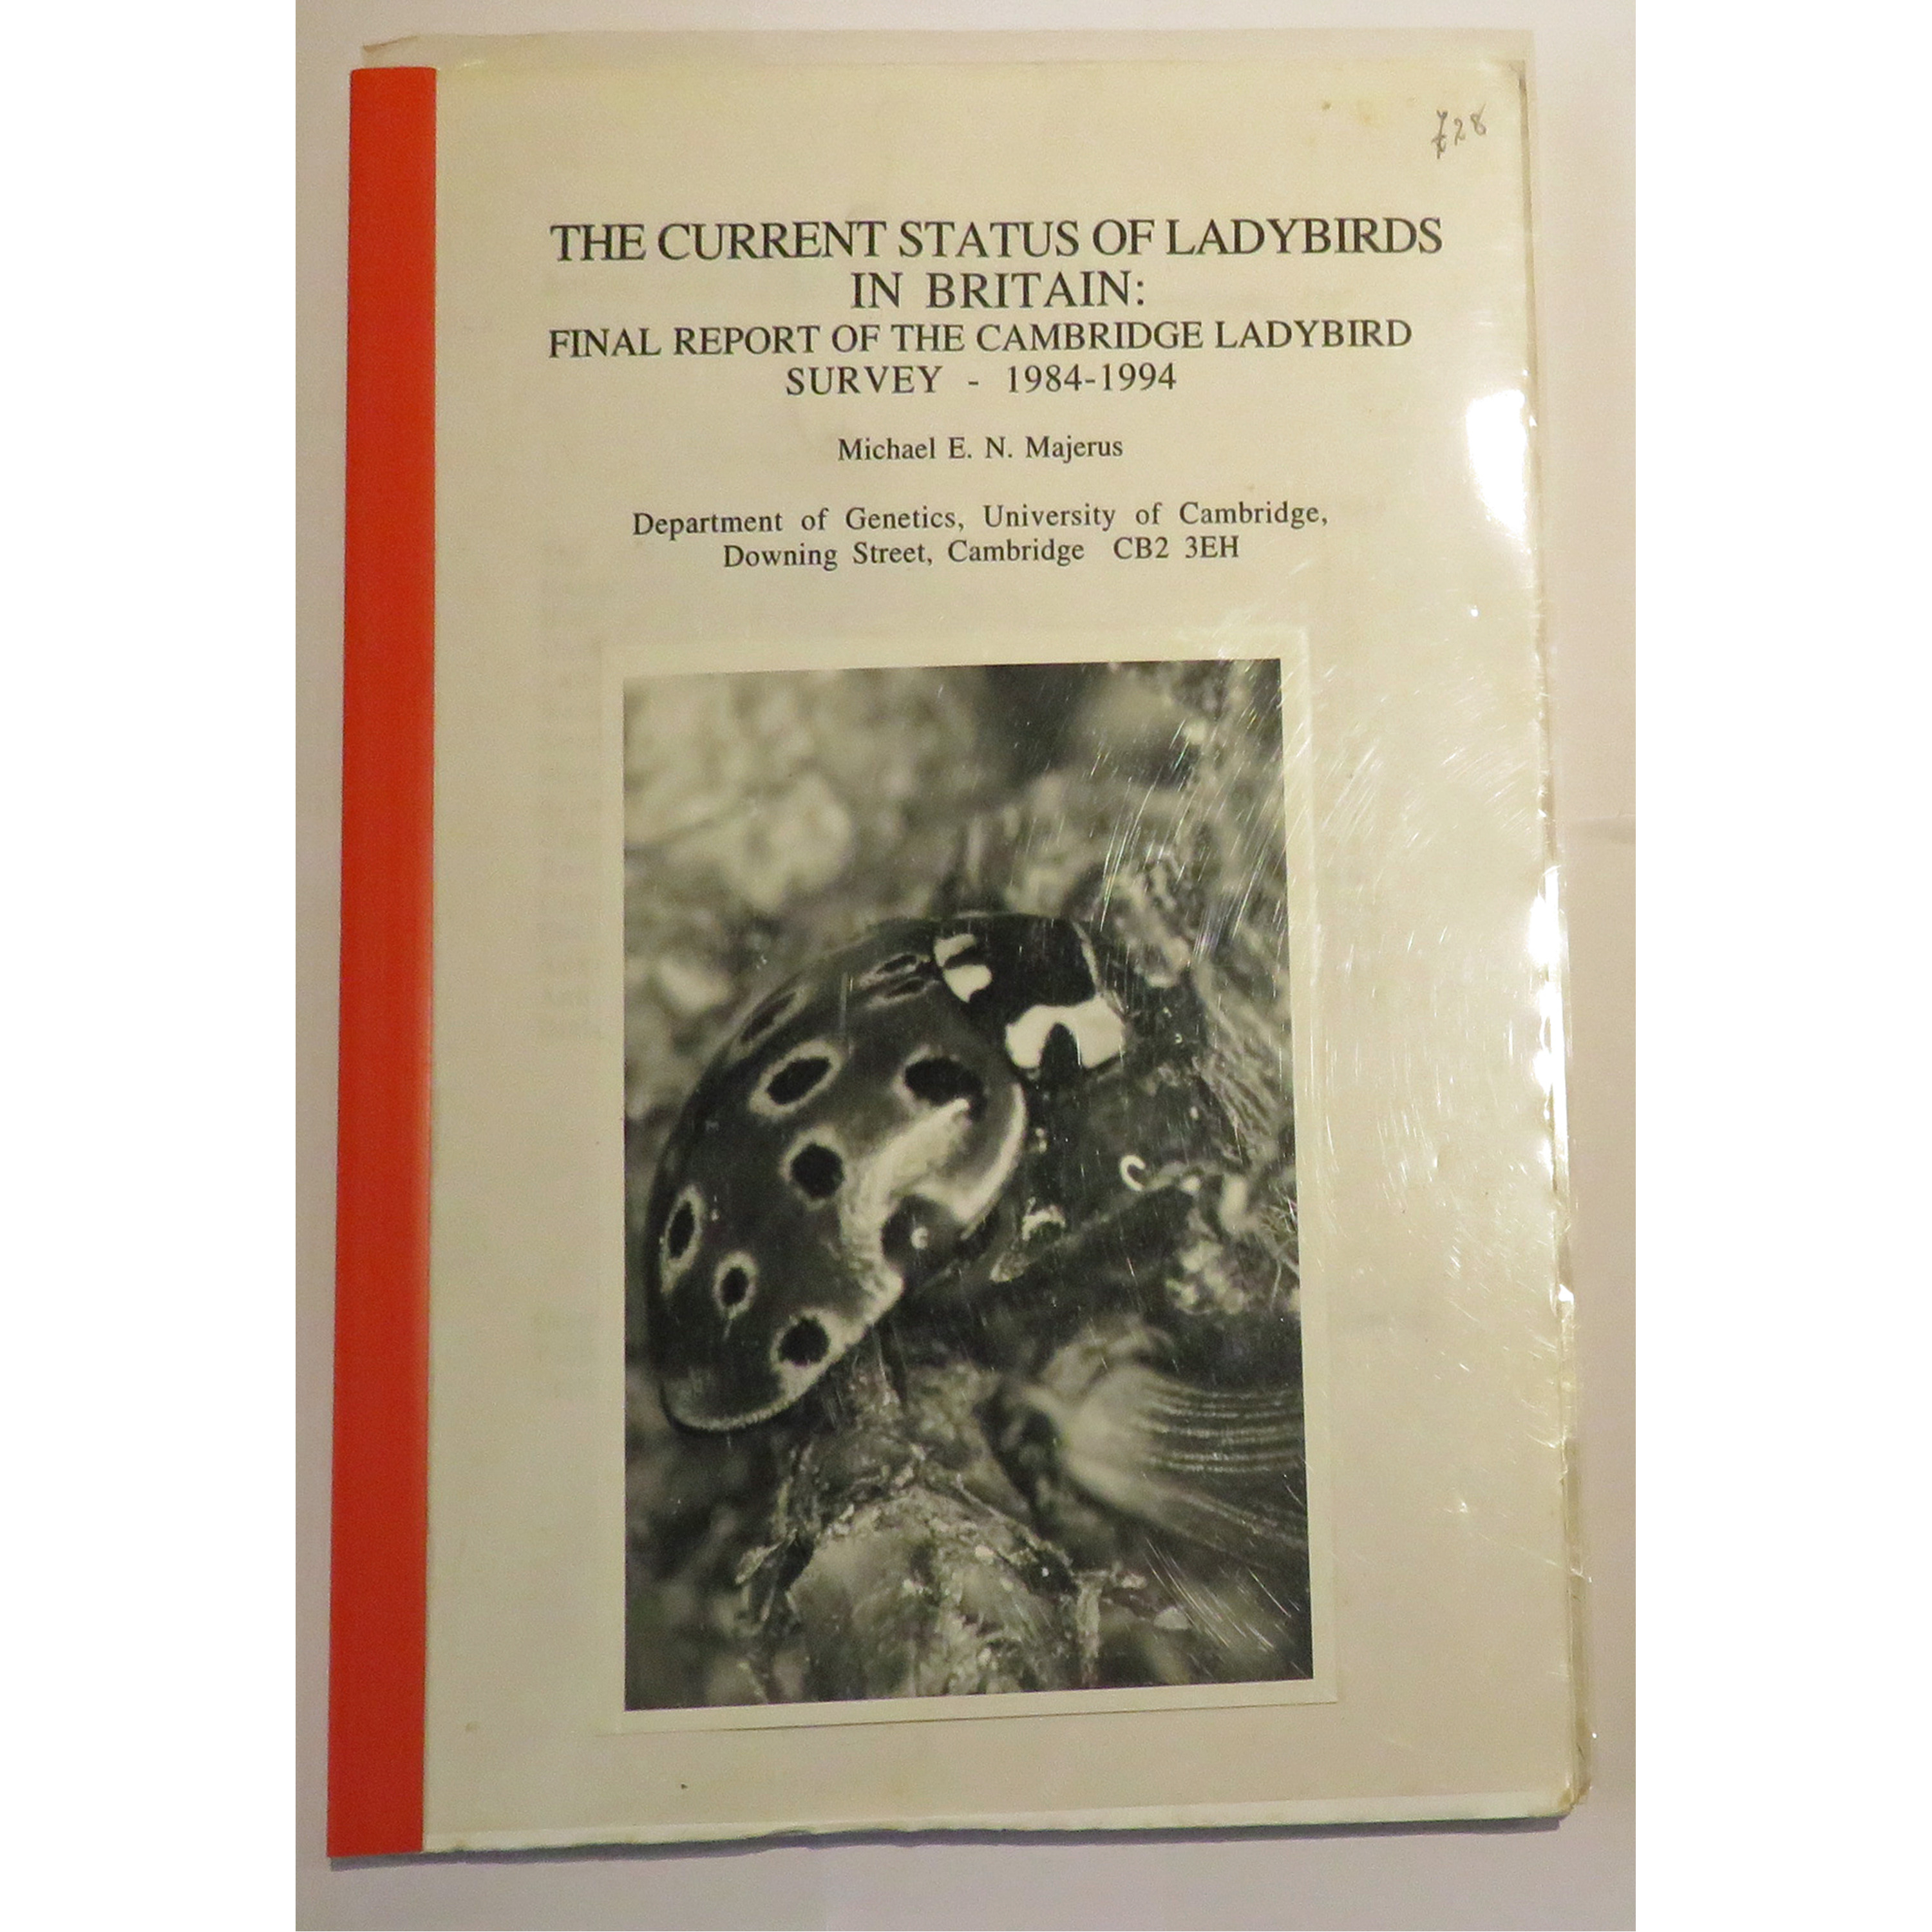 £28
THE CURRENT STATUS OF LADYBIRDS
IN BRITAIN:
FINAL REPORT OF THE CAMBRIDGE LADYBIRD
SURVEY - 1984-1994
Michael E. N. Majerus
Department of Genetics, University of Cambridge,
Downing Street, Cambridge CB2 3EH